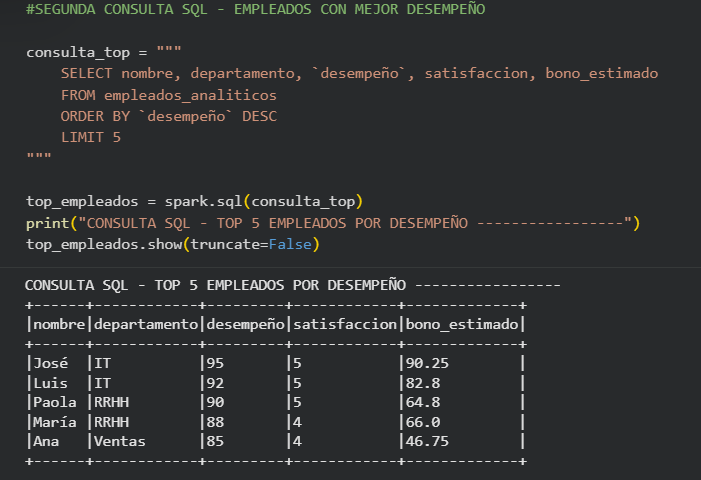 #SEGUNDA CONSULTA SQL - EMPLEADOS CON MEJOR DESEMPEÑO
consulta_top = """
    SELECT nombre, departamento, `desempeño`, satisfaccion, bono_estimado
    FROM empleados_analiticos
    ORDER BY `desempeño` DESC
    LIMIT 5
"""
top_empleados = spark.sql(consulta_top)
print("CONSULTA SQL - TOP 5 EMPLEADOS POR DESEMPEÑO -----------------")
top_empleados.show(truncate=False)
CONSULTA SQL - TOP 5 EMPLEADOS POR DESEMPEÑO -----------------
+------+------------+---------+------------+-------------+
|nombre|departamento|desempeño|satisfaccion|bono_estimado|
+------+------------+---------+------------+-------------+
|José  |IT          |95       |5           |90.25        |
|Luis  |IT          |92       |5           |82.8         |
|Paola |RRHH        |90       |5           |64.8         |
|María |RRHH        |88       |4           |66.0         |
|Ana   |Ventas      |85       |4           |46.75        |
+------+------------+---------+------------+-------------+